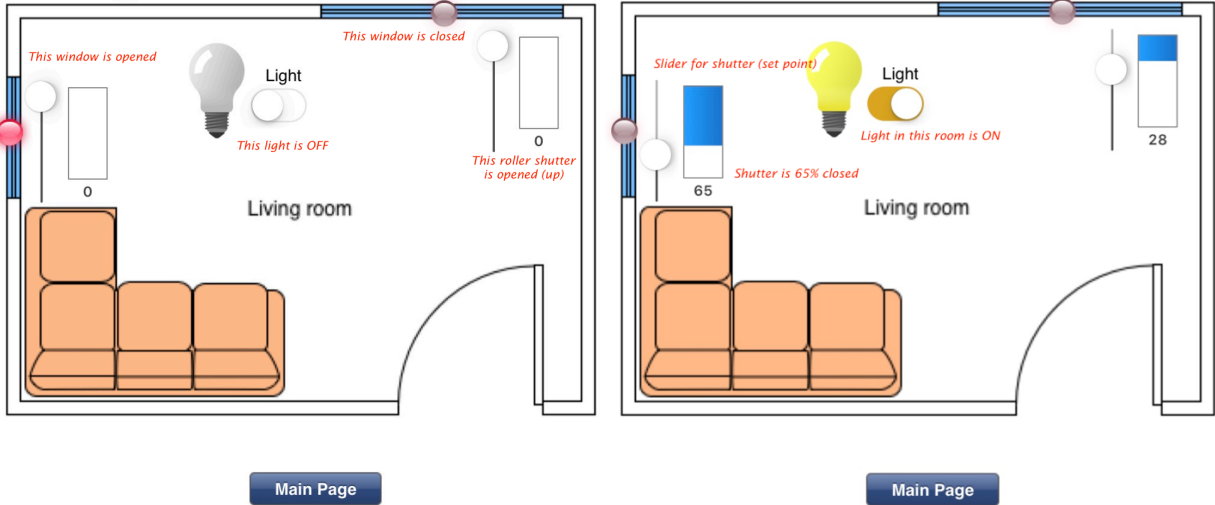 This window is opened
This window is closed
Light
This light is OFF
0
0
This roller shutter
is opened (up)
Living room
Main Page
Slider for shutter (set point)
Light
Light in this room is ON
28
Shutter is 65% closed
65
Living room
Main Page